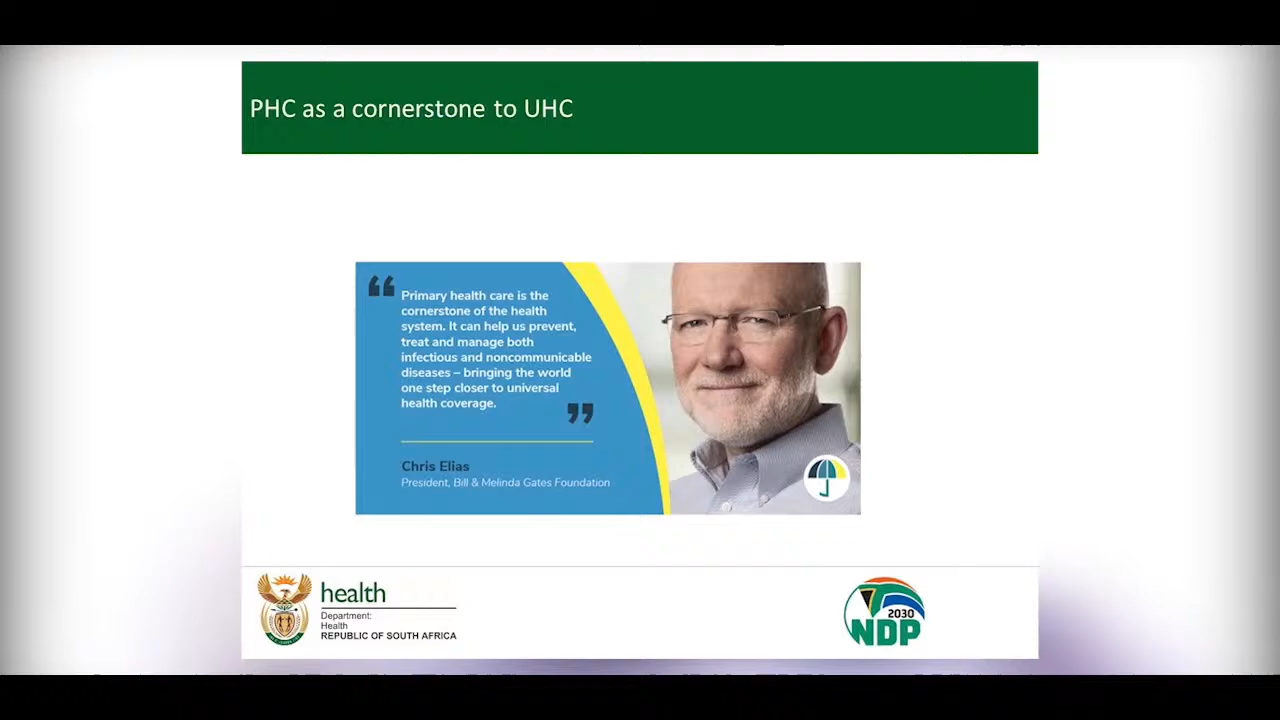 PHC as a cornerstone to UHC
“
Primary health care is the
cornerstone of the health
system. It can help us prevent,
treat and manage both
infectious and noncommunicable
diseases – bringing the world
one step closer to universal
health coverage.
”
Chris Elias
President, Bill & Melinda Gates Foundation
health
Department:
Health
REPUBLIC OF SOUTH AFRICA
2030
NDP